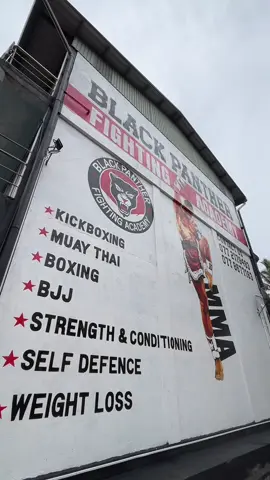 BLACK PANTHER
FIGHTING ACADEMY
BLACK PANTHER
FIGHTING ACADEMY
KICKBOXING
MUAY THAI
BOXING
BJJ
STRENGTH & CONDITIONING
SELF DEFENCE
WEIGHT LOSS
MMA